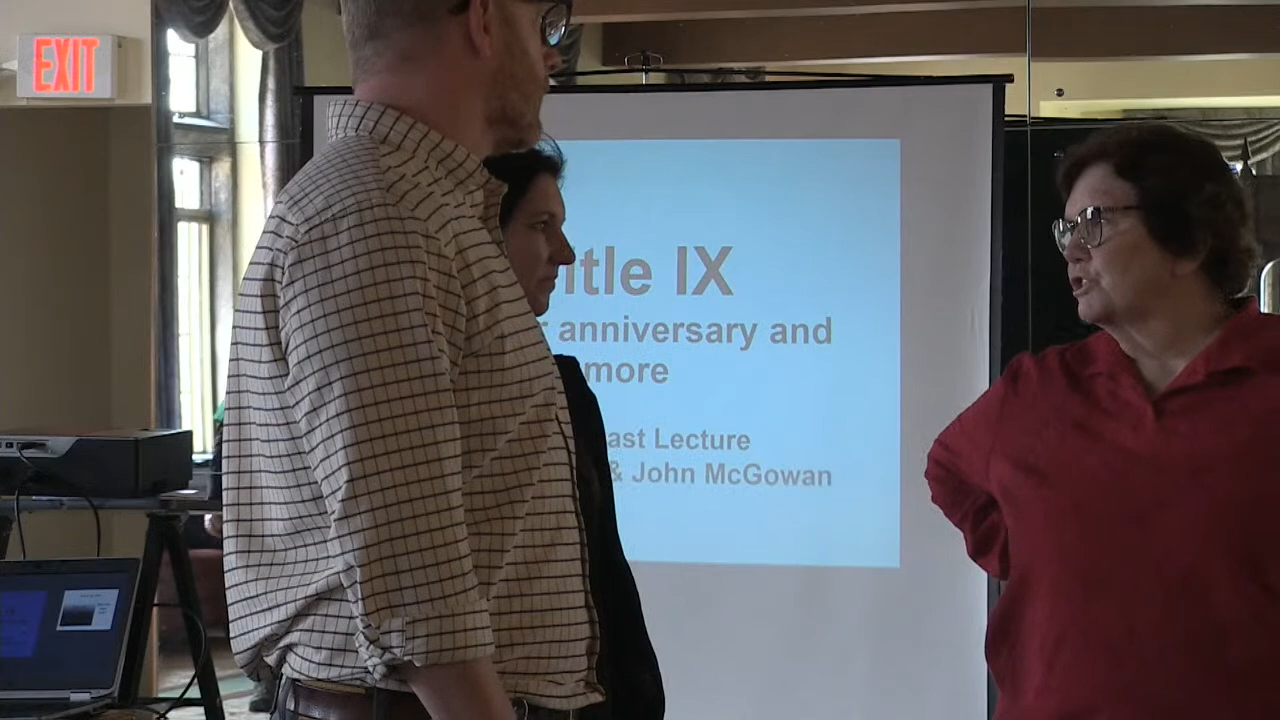 EXIT
itle IX
r anniversary and
more
ast Lecture
& John McGowan